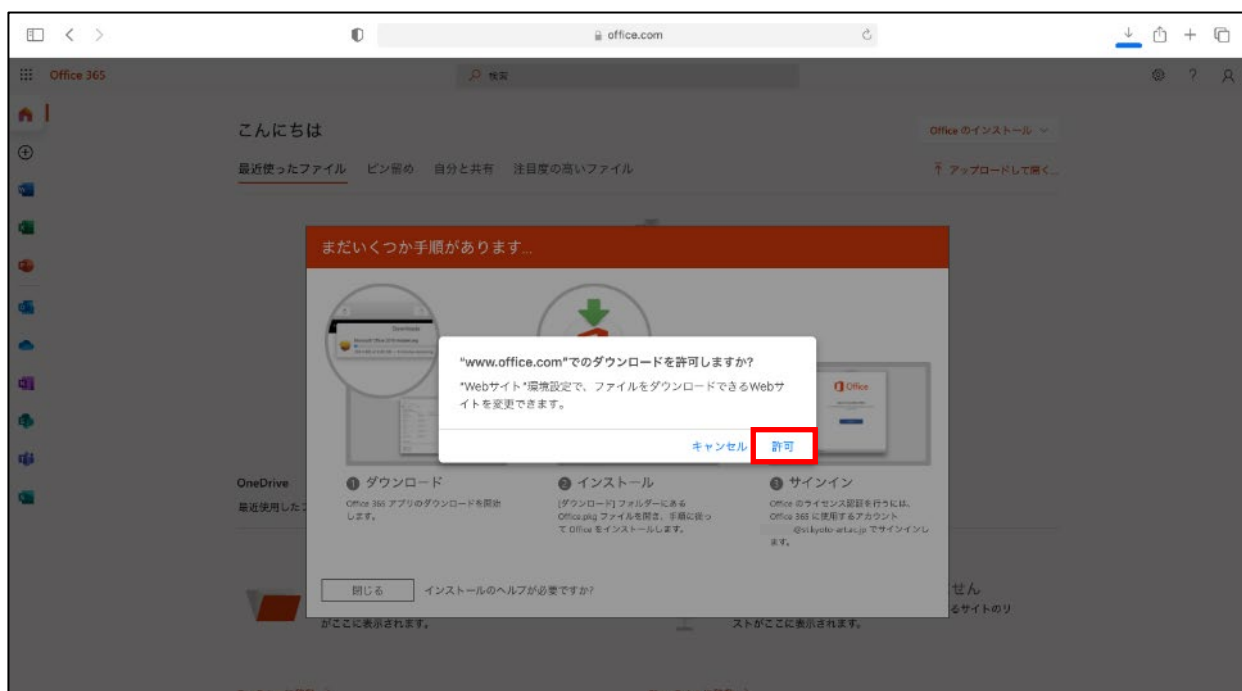 office.com
Office 365
検索
こんにちは
Office のインストール
最近使ったファイル ピン留め 自分と共有 注目度の高いファイル
アップロードして開く...
まだいくつか手順があります...
Downloads
"www.office.com"でのダウンロードを許可しますか?
"Webサイト"環境設定で、ファイルをダウンロードできるWebサ
イトを変更できます。
キャンセル 許可
Office
OneDrive
最近使用した
❶ ダウンロード
Office 365 アプリのダウンロードを開始
します。
❷ インストール
[ダウンロード] フォルダーにある
Office.pkg ファイルを開き、手順に従っ
て Office をインストールします。
❸ サインイン
Office のライセンス認証を行うには、
Office 365 に使用するアカウント
@st.kyoto-art.ac.jp でサインインし
ます。
閉じる インストールのヘルプが必要ですか?
せん
がここに表示されます。
るサイトのリ
ストがここに表示されます。